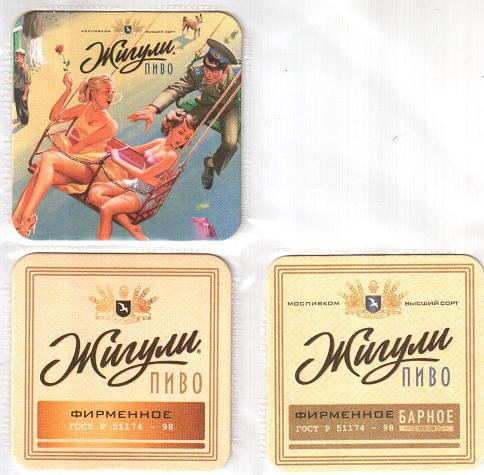 МОСПИВКОМ ВЫСШИЙ СОРТ
Жигули®
ПИВО
Жигули®
ПИВО
ФИРМЕННОЕ
ГОСТ Р 51174 - 98
МОСПИВКОМ ВЫСШИЙ СОРТ
Жигули
ПИВО
ФИРМЕННОЕ БАРНОЕ
ГОСТ Р 51174 - 98